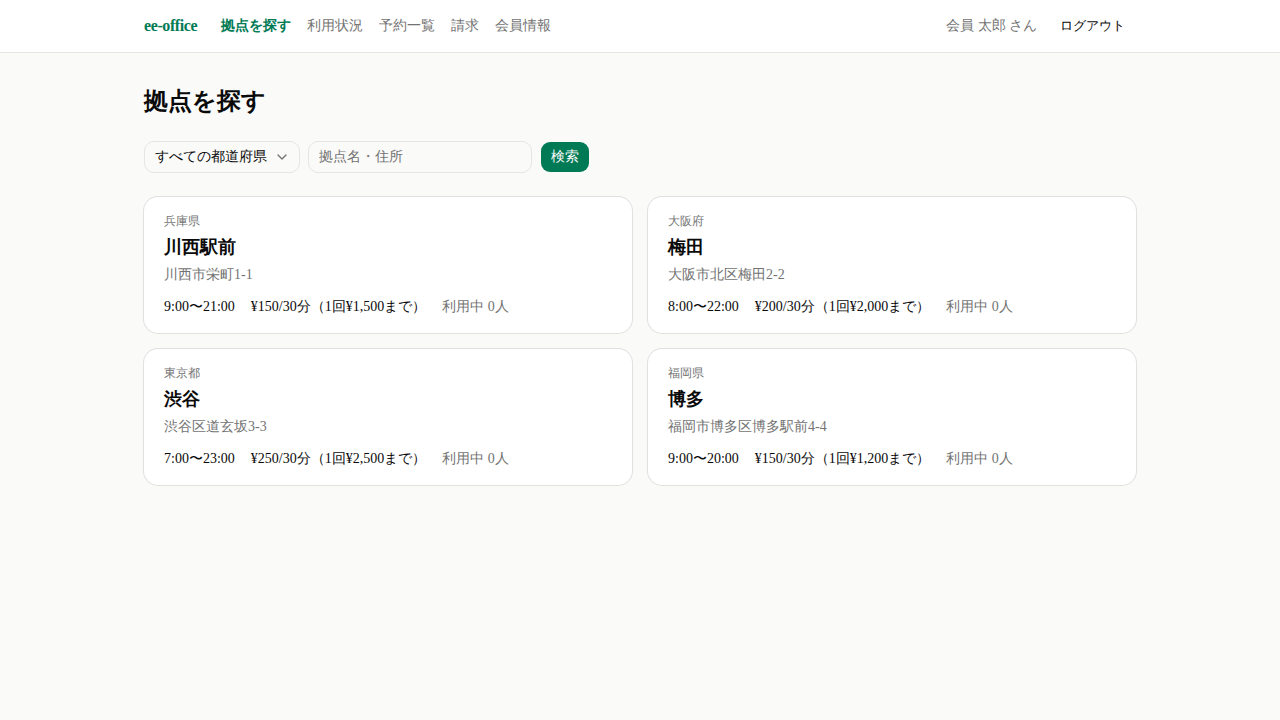 ee-office 拠点を探す 利用状況 予約一覧 請求 会員情報 会員 太郎 さん ログアウト
拠点を探す
すべての都道府県 拠点名・住所 検索
兵庫県
川西駅前
川西市栄町1-1
9:00〜21:00 ¥150/30分（1回¥1,500まで） 利用中 0人
大阪府
梅田
大阪市北区梅田2-2
8:00〜22:00 ¥200/30分（1回¥2,000まで） 利用中 0人
東京都
渋谷
渋谷区道玄坂3-3
7:00〜23:00 ¥250/30分（1回¥2,500まで） 利用中 0人
福岡県
博多
福岡市博多区博多駅前4-4
9:00〜20:00 ¥150/30分（1回¥1,200まで） 利用中 0人